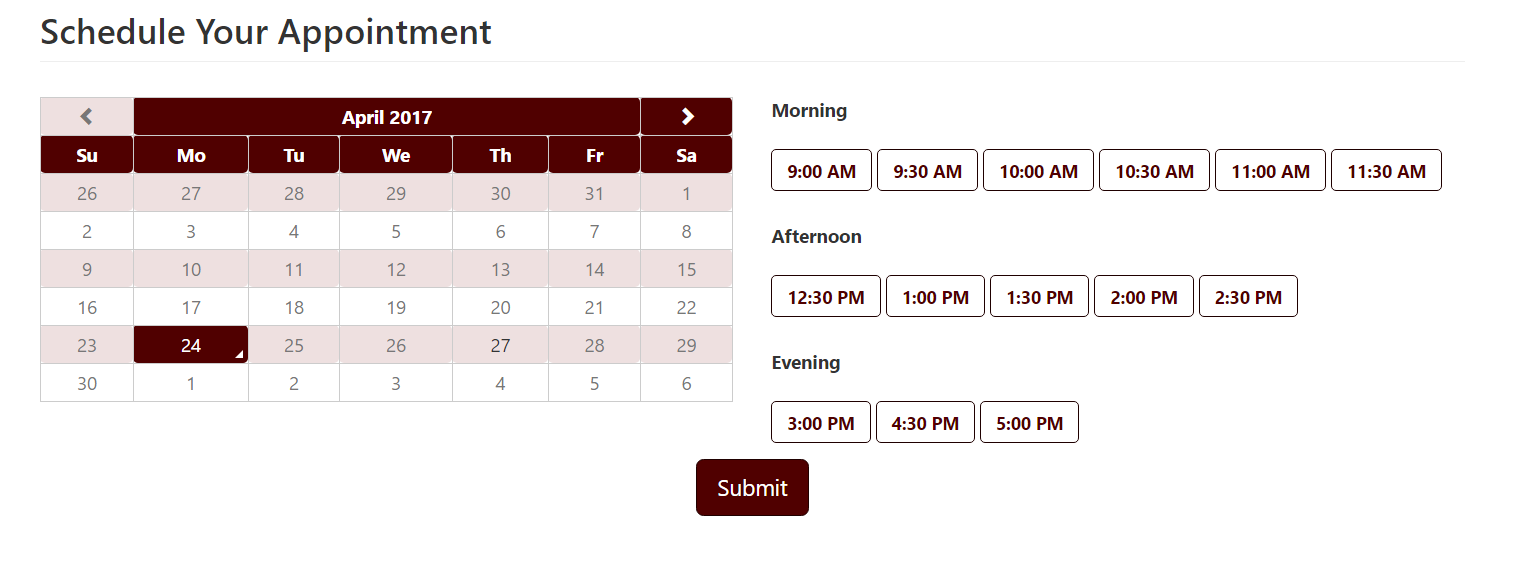 Schedule Your Appointment
April 2017
Su Mo Tu We Th Fr Sa
26 27 28 29 30 31 1
2 3 4 5 6 7 8
9 10 11 12 13 14 15
16 17 18 19 20 21 22
23 24 25 26 27 28 29
30 1 2 3 4 5 6
Morning
9:00 AM 9:30 AM 10:00 AM 10:30 AM 11:00 AM 11:30 AM
Afternoon
12:30 PM 1:00 PM 1:30 PM 2:00 PM 2:30 PM
Evening
3:00 PM 4:30 PM 5:00 PM
Submit